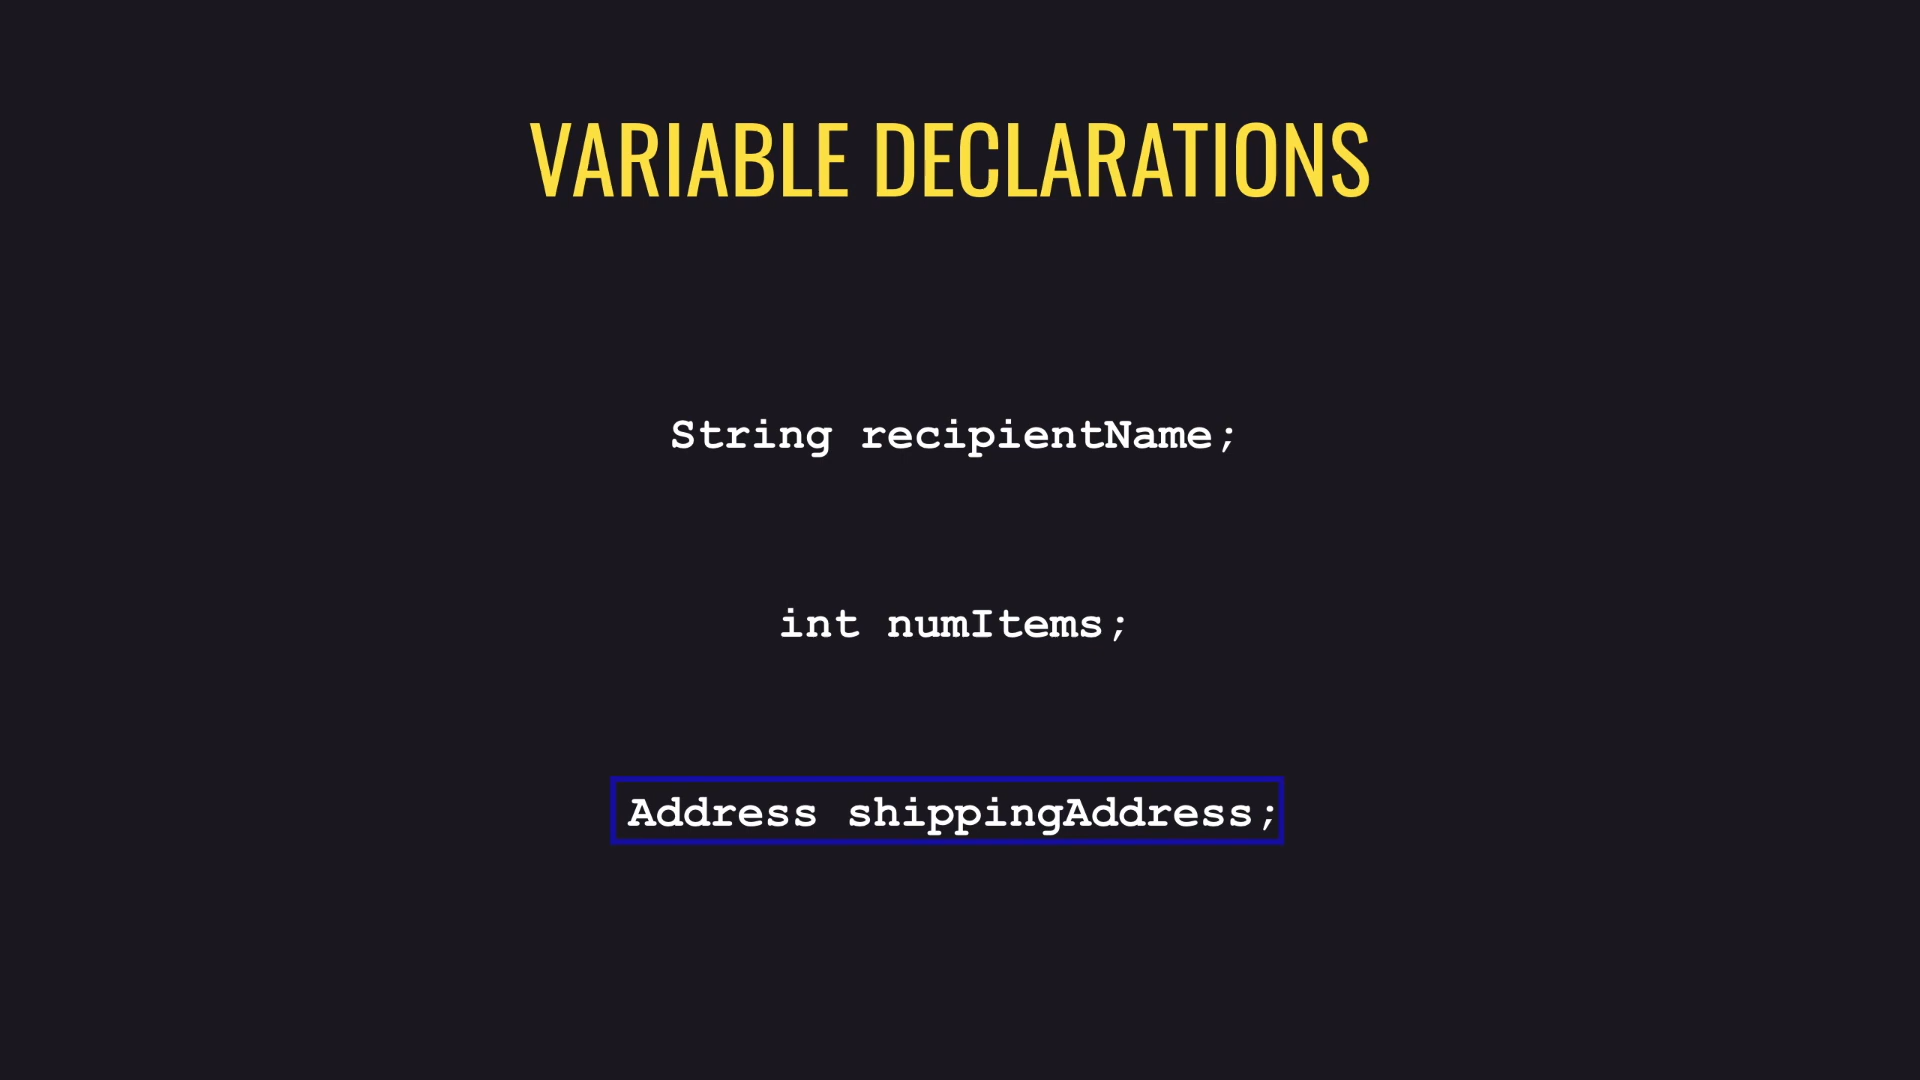 VARIABLE DECLARATIONS
String recipientName;
int numItems;
Address shippingAddress;